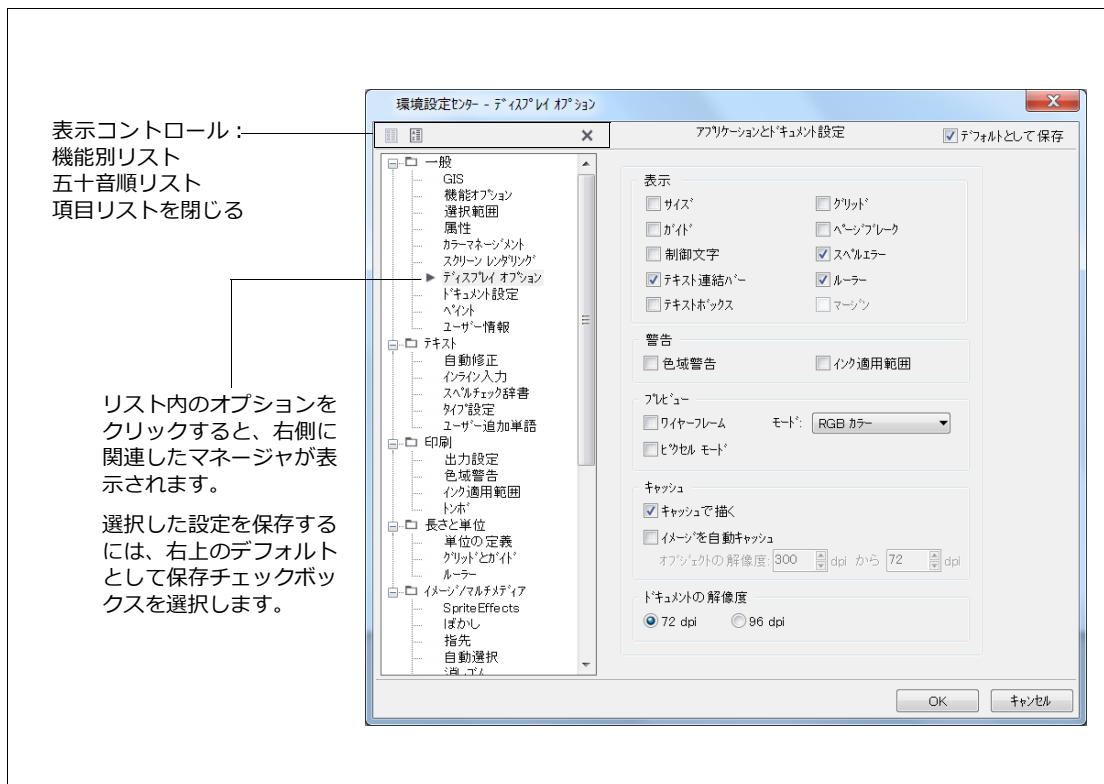 表示コントロール：
機能別リスト
五十音順リスト
項目リストを閉じる
リスト内のオプションを
クリックすると、右側に
関連したマネージャが表
示されます。
選択した設定を保存する
には、右上のデフォルト
として保存チェックボッ
クスを選択します。
環境設定ｾﾝﾀｰ - ﾃﾞｨｽﾌﾟﾚｲ ｵﾌﾟｼｮﾝ
ｱﾌﾟﾘｹｰｼｮﾝとﾄﾞｷｭﾒﾝﾄ設定
ﾃﾞﾌｫﾙﾄとして保存
一般
GIS
機能ｵﾌﾟｼｮﾝ
選択範囲
属性
ｶﾗｰﾏﾈｰｼﾞﾒﾝﾄ
ｽｸﾘｰﾝ ﾚﾝﾀﾞﾘﾝｸﾞ
ﾃﾞｨｽﾌﾟﾚｲ ｵﾌﾟｼｮﾝ
ﾄﾞｷｭﾒﾝﾄ設定
ﾍﾟｲﾝﾄ
ﾕｰｻﾞｰ情報
ﾃｷｽﾄ
自動修正
ｲﾝﾗｲﾝ入力
ｽﾍﾟﾙﾁｪｯｸ辞書
ﾀｲﾌﾟ設定
ﾕｰｻﾞｰ追加単語
印刷
出力設定
色域警告
ｲﾝｸ適用範囲
ﾄﾝﾎﾞ
長さと単位
単位の定義
ｸﾞﾘｯﾄﾞとｶﾞｲﾄﾞ
ﾙｰﾗｰ
ｲﾒｰｼﾞ/ﾏﾙﾁﾒﾃﾞｨｱ
SpriteEffects
ぼかし
指先
自動選択
消しｺﾞﾑ
表示
ｻｲｽﾞ
ｸﾞﾘｯﾄﾞ
ｶﾞｲﾄﾞ
ﾍﾟｰｼﾞﾌﾞﾚｰｸ
制御文字
ｽﾍﾟﾙｴﾗｰ
ﾃｷｽﾄ連結ﾊﾞｰ
ﾙｰﾗｰ
ﾃｷｽﾄﾎﾞｯｸｽ
ﾏｰｼﾞﾝ
警告
色域警告
ｲﾝｸ適用範囲
ﾌﾟﾚﾋﾞｭｰ
ﾜｲﾔｰﾌﾚｰﾑ
ﾓｰﾄﾞ: RGB ｶﾗｰ
ﾋﾟｸｾﾙ ﾓｰﾄﾞ
ｷｬｯｼｭ
ｷｬｯｼｭで描く
ｲﾒｰｼﾞを自動ｷｬｯｼｭ
ｵﾌﾞｼﾞｪｸﾄの解像度: 300 dpi から 72 dpi
ﾄﾞｷｭﾒﾝﾄの解像度
72 dpi
96 dpi
OK
ｷｬﾝｾﾙ